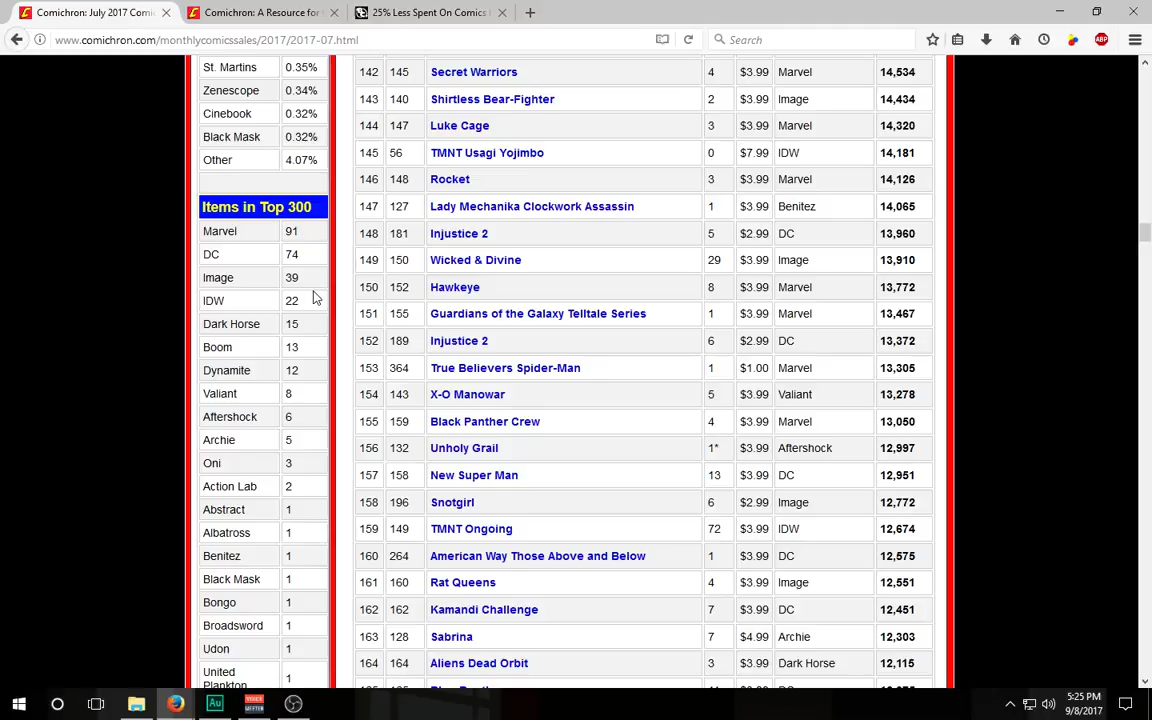 Comichron: July 2017 Comi
Comichron: A Resource for
25% Less Spent On Comics
www.comichron.com/monthlycomicssales/2017/2017-07.html
Search
ABP
St. Martins 0.35%
Zenescope 0.34%
Cinebook 0.32%
Black Mask 0.32%
Other 4.07%
Items in Top 300
Marvel 91
DC 74
Image 39
IDW 22
Dark Horse 15
Boom 13
Dynamite 12
Valiant 8
Aftershock 6
Archie 5
Oni 3
Action Lab 2
Abstract 1
Albatross 1
Benitez 1
Black Mask 1
Bongo 1
Broadsword 1
Udon 1
United
Plankton 1
142 145 Secret Warriors 4 $3.99 Marvel 14,534
143 140 Shirtless Bear-Fighter 2 $3.99 Image 14,434
144 147 Luke Cage 3 $3.99 Marvel 14,320
145 56 TMNT Usagi Yojimbo 0 $7.99 IDW 14,181
146 148 Rocket 3 $3.99 Marvel 14,126
147 127 Lady Mechanika Clockwork Assassin 1 $3.99 Benitez 14,065
148 181 Injustice 2 5 $2.99 DC 13,960
149 150 Wicked & Divine 29 $3.99 Image 13,910
150 152 Hawkeye 8 $3.99 Marvel 13,772
151 155 Guardians of the Galaxy Telltale Series 1 $3.99 Marvel 13,467
152 189 Injustice 2 6 $2.99 DC 13,372
153 364 True Believers Spider-Man 1 $1.00 Marvel 13,305
154 143 X-O Manowar 5 $3.99 Valiant 13,278
155 159 Black Panther Crew 4 $3.99 Marvel 13,050
156 132 Unholy Grail 1* $3.99 Aftershock 12,997
157 158 New Super Man 13 $3.99 DC 12,951
158 196 Snotgirl 6 $2.99 Image 12,772
159 149 TMNT Ongoing 72 $3.99 IDW 12,674
160 264 American Way Those Above and Below 1 $3.99 DC 12,575
161 160 Rat Queens 4 $3.99 Image 12,551
162 162 Kamandi Challenge 7 $3.99 DC 12,451
163 128 Sabrina 7 $4.99 Archie 12,303
164 164 Aliens Dead Orbit 3 $3.99 Dark Horse 12,115
Au
5:25 PM
9/8/2017